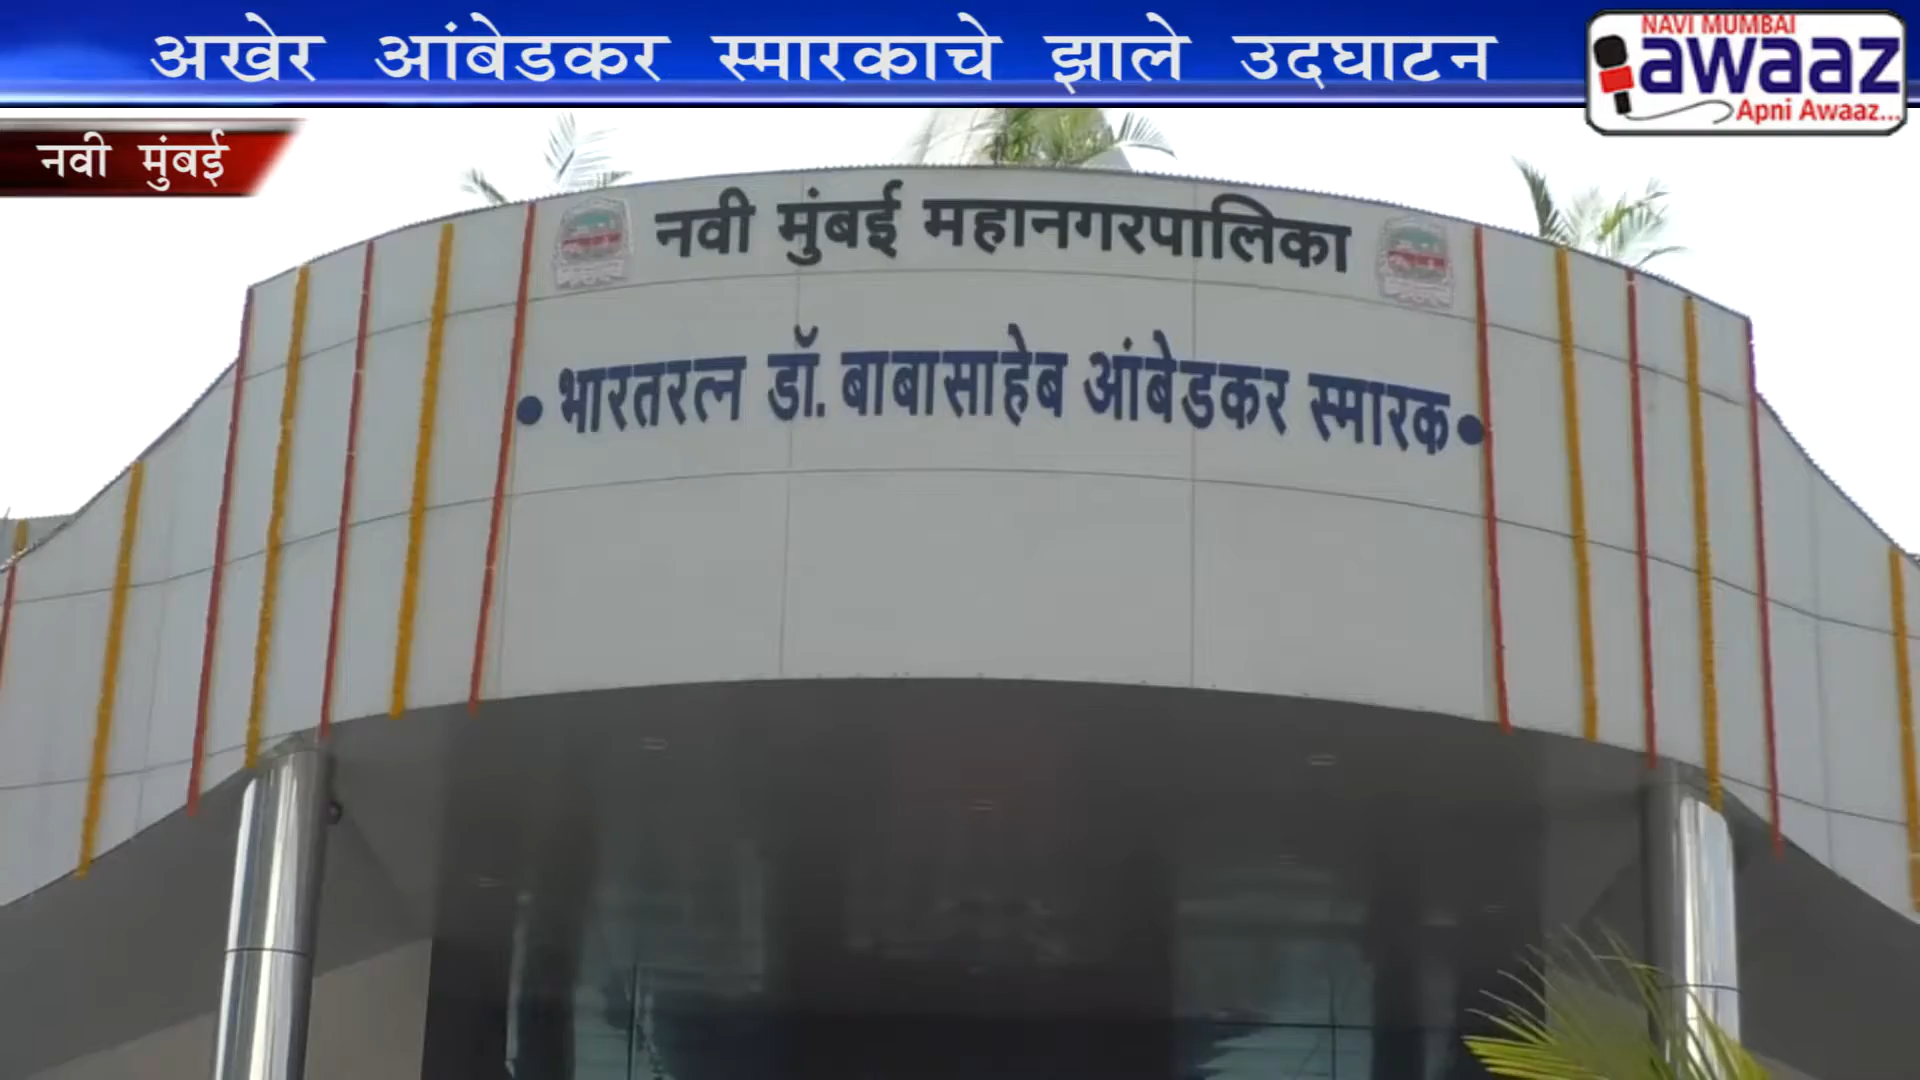 अखेर आंबेडकर स्मारकाचे झाले उदघाटन
NAVI MUMBAI
awaaz
Apni Awaaz...
नवी मुंबई
नवी मुंबई महानगरपालिका
• भारतरत्न डॉ. बाबासाहेब आंबेडकर स्मारक •